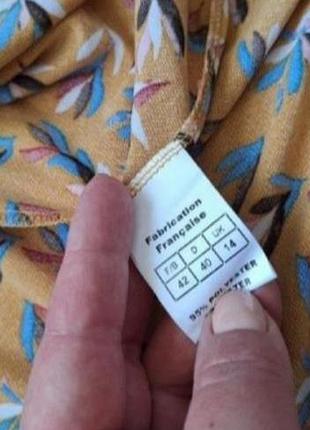 Fabrication
Française
F/B D UK
42 40 14
95% POLYESTER